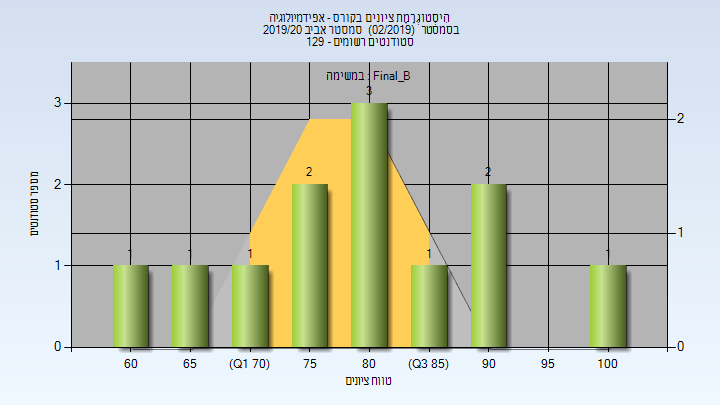 היסטוגרמת ציונים בקורס - אפידמיולוגיה
בסמסטר (02/2019) סמסטר אביב 2019/20
סטודנטים רשומים - 129
במשימה : Final_B
3
2
1
0
מספר סטודנטים
1
1
1
2
3
1
2
1
2
1
0
60
65
(Q1 70)
75
80
(Q3 85)
90
95
100
טווח ציונים